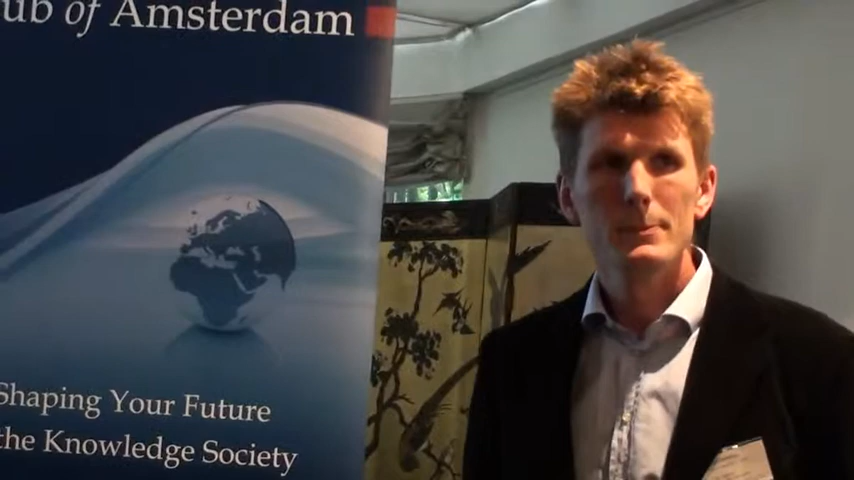 ub of Amsterdam
Shaping Your Future
the Knowledge Society